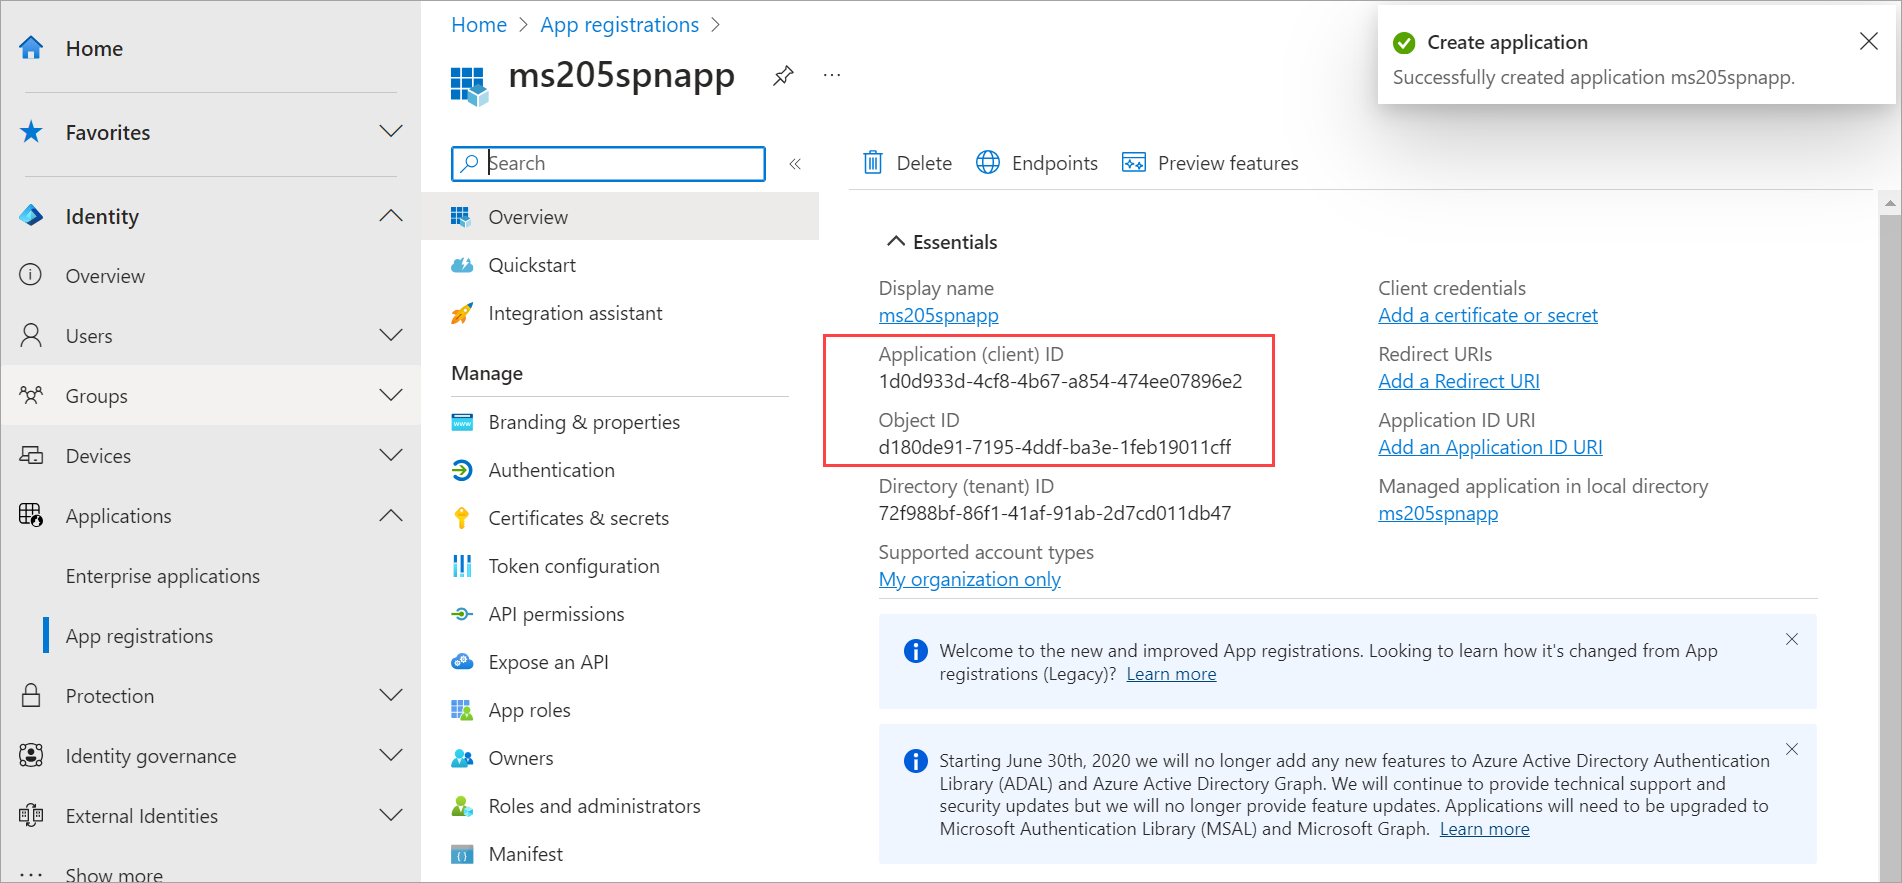 Home
Favorites
Identity
Overview
Users
Groups
Devices
Applications
Enterprise applications
App registrations
Protection
Identity governance
External Identities
Show more
Home > App registrations >
ms205spnapp
Search
Overview
Quickstart
Integration assistant
Manage
Branding & properties
Authentication
Certificates & secrets
Token configuration
API permissions
Expose an API
App roles
Owners
Roles and administrators
Manifest
Create application
Successfully created application ms205spnapp.
Delete
Endpoints
Preview features
Essentials
Display name
ms205spnapp
Application (client) ID
1d0d933d-4cf8-4b67-a854-474ee07896e2
Object ID
d180de91-7195-4ddf-ba3e-1feb19011cff
Directory (tenant) ID
72f988bf-86f1-41af-91ab-2d7cd011db47
Supported account types
My organization only
Client credentials
Add a certificate or secret
Redirect URIs
Add a Redirect URI
Application ID URI
Add an Application ID URI
Managed application in local directory
ms205spnapp
Welcome to the new and improved App registrations. Looking to learn how it's changed from App
registrations (Legacy)? Learn more
Starting June 30th, 2020 we will no longer add any new features to Azure Active Directory Authentication
Library (ADAL) and Azure Active Directory Graph. We will continue to provide technical support and
security updates but we will no longer provide feature updates. Applications will need to be upgraded to
Microsoft Authentication Library (MSAL) and Microsoft Graph. Learn more